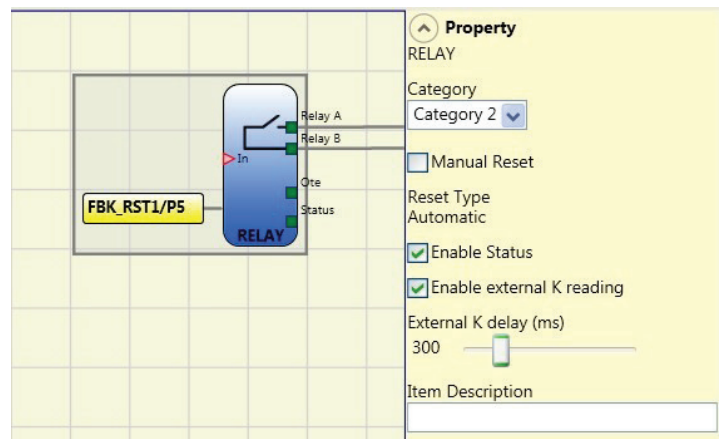 Relay A
Relay B
In
Ote
FBK_RST1/P5
Status
RELAY
Property
RELAY
Category
Category 2
Manual Reset
Reset Type
Automatic
Enable Status
Enable external K reading
External K delay (ms)
300
Item Description